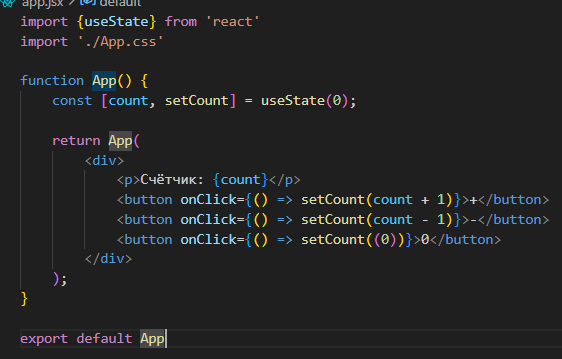 app.jsx > default
import {useState} from 'react'
import './App.css'
function App() {
const [count, setCount] = useState(0);
return App(
<div>
<p>Счётчик: {count}</p>
<button onClick={() => setCount(count + 1)}>+</button>
<button onClick={() => setCount(count - 1)}>-</button>
<button onClick={() => setCount((0))}>0</button>
</div>
);
}
export default App